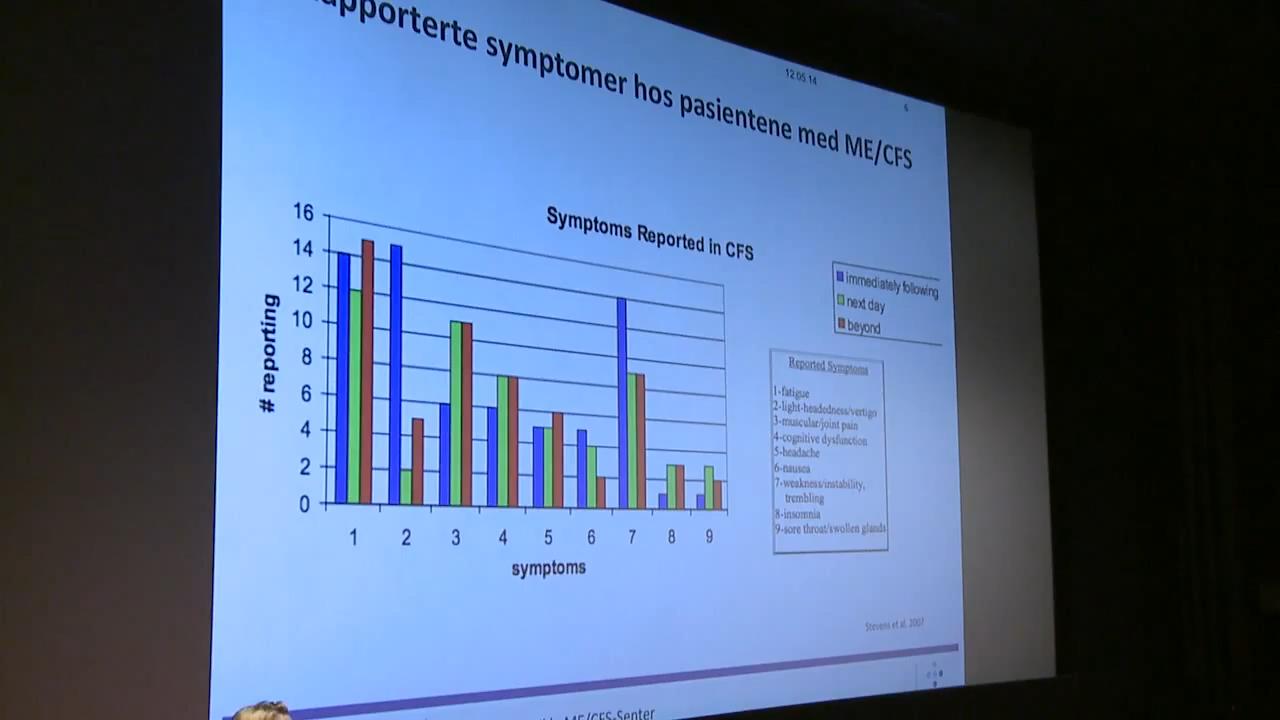 apporterte symptomer hos pasientene med ME/CFS
12.05.14
6
Symptoms Reported in CFS
16
14
12
10
8
6
4
2
0
# reporting
1 2 3 4 5 6 7 8 9
symptoms
immediately following
next day
beyond
Reported Symptoms
1-fatigue
2-light-headedness/vertigo
3-muscular/joint pain
4-cognitive dysfunction
5-headache
6-nausea
7-weakness/instability,
trembling
8-insomnia
9-sore throat/swollen glands
Stevens et al. 2007
ME/CFS-Senter